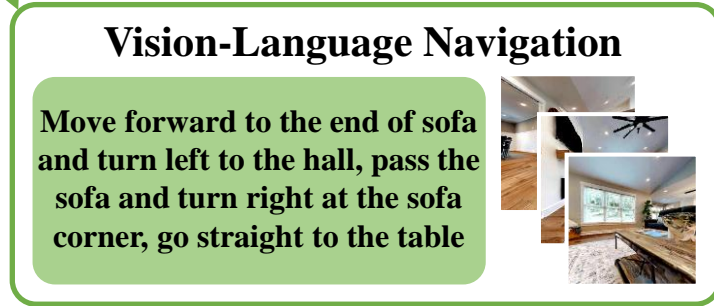 Vision-Language Navigation
Move forward to the end of sofa
and turn left to the hall, pass the
sofa and turn right at the sofa
corner, go straight to the table